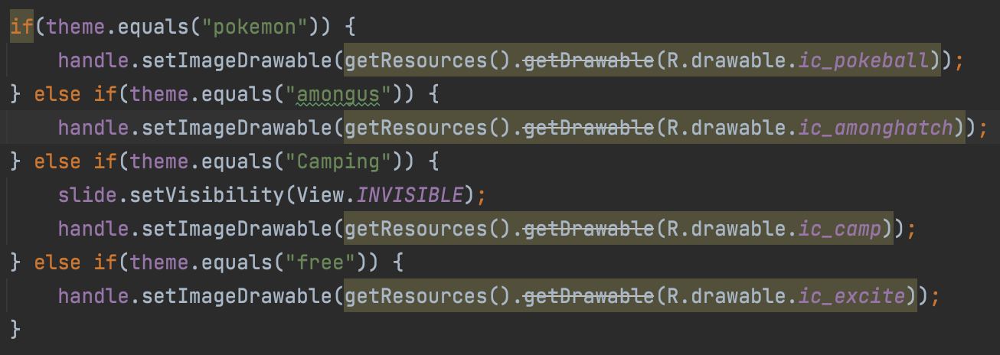 if(theme.equals("pokemon")) {
    handle.setImageDrawable(getResources().getDrawable(R.drawable.ic_pokeball));
} else if(theme.equals("amongus")) {
    handle.setImageDrawable(getResources().getDrawable(R.drawable.ic_amonghatch));
} else if(theme.equals("Camping")) {
    slide.setVisibility(View.INVISIBLE);
    handle.setImageDrawable(getResources().getDrawable(R.drawable.ic_camp));
} else if(theme.equals("free")) {
    handle.setImageDrawable(getResources().getDrawable(R.drawable.ic_excite));
}